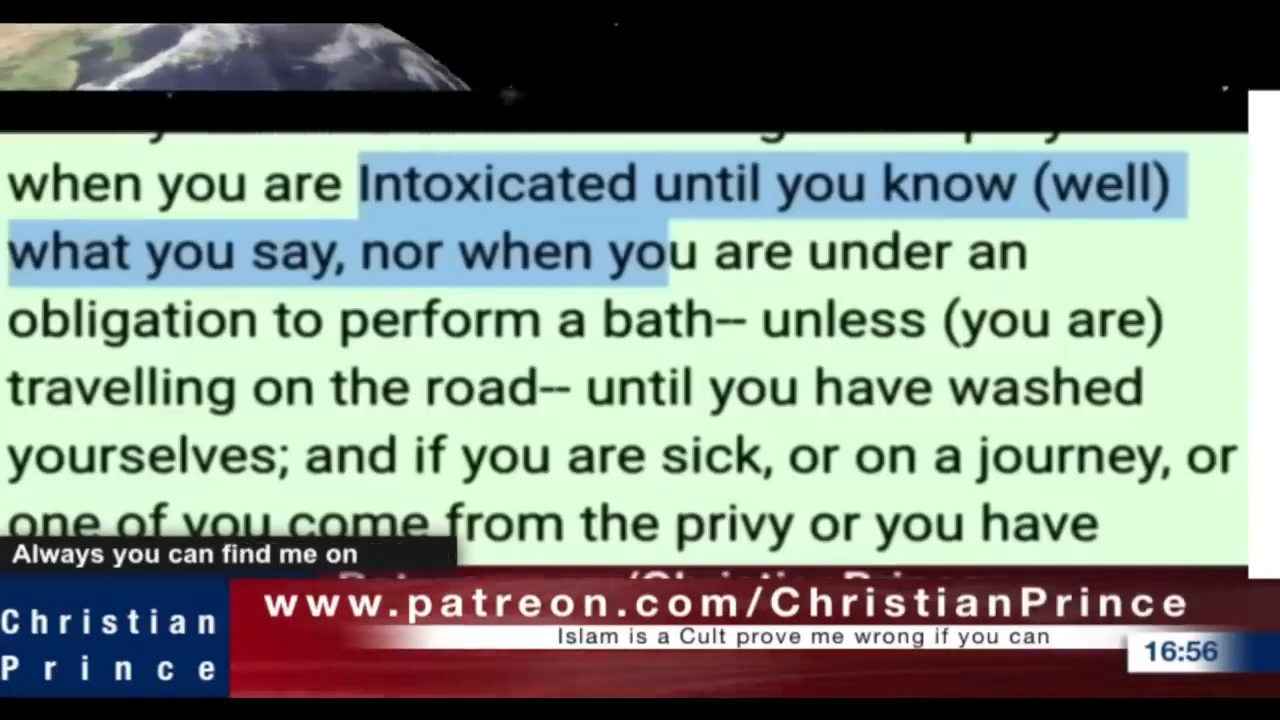 when you are Intoxicated until you know (well)
what you say, nor when you are under an
obligation to perform a bath-- unless (you are)
travelling on the road-- until you have washed
yourselves; and if you are sick, or on a journey, or
one of you come from the privy or you have
Always you can find me on
www.patreon.com/ChristianPrince
Islam is a Cult prove me wrong if you can
Christian
Prince
16:56